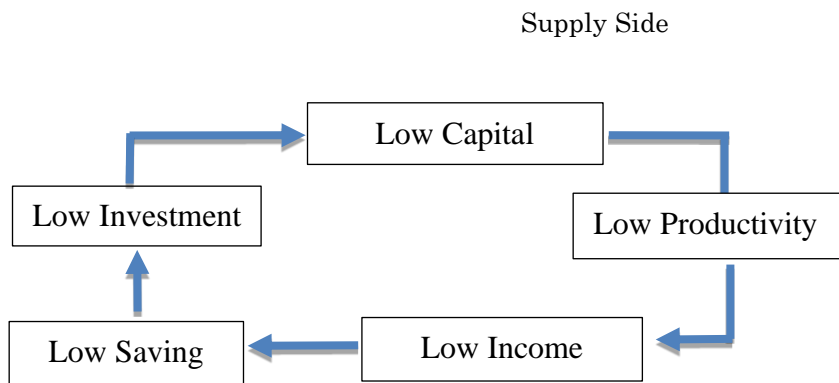 Supply Side
Low Capital
Low Investment
Low Productivity
Low Saving
Low Income